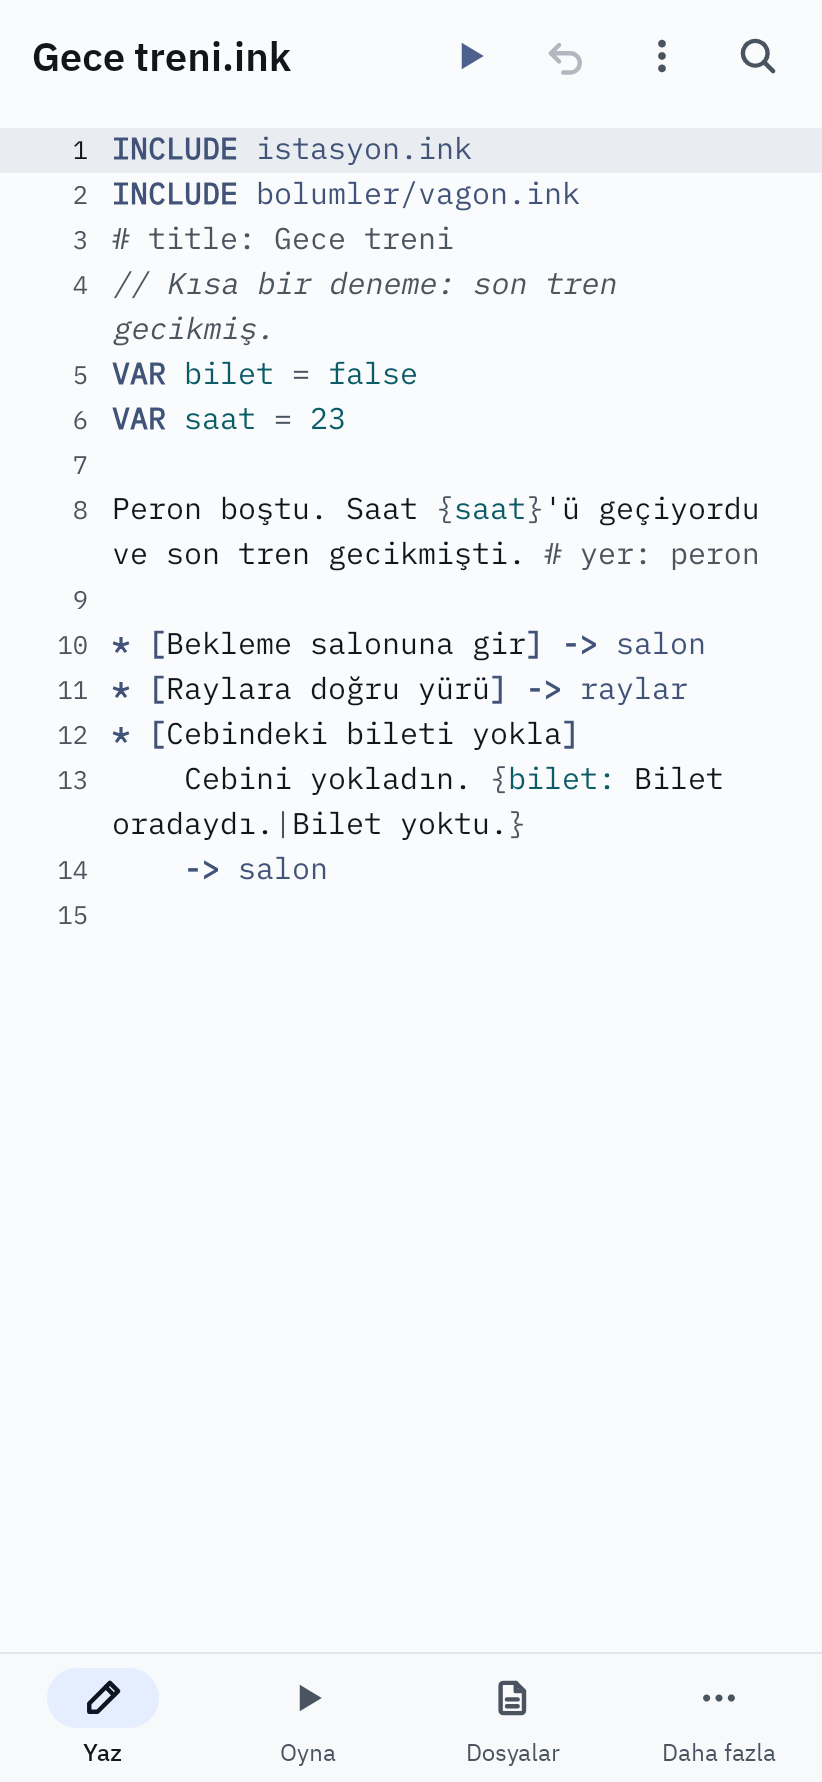 Gece treni.ink
1 INCLUDE istasyon.ink
2 INCLUDE bolumler/vagon.ink
3 # title: Gece treni
4 // Kısa bir deneme: son tren
gecikmiş.
5 VAR bilet = false
6 VAR saat = 23
7
8 Peron boştu. Saat {saat}'ü geçiyordu
ve son tren gecikmişti. # yer: peron
9
10 * [Bekleme salonuna gir] -> salon
11 * [Raylara doğru yürü] -> raylar
12 * [Cebindeki bileti yokla]
13 Cebini yokladın. {bilet: Bilet
oradaydı.|Bilet yoktu.}
14 -> salon
15
Yaz Oyna Dosyalar Daha fazla